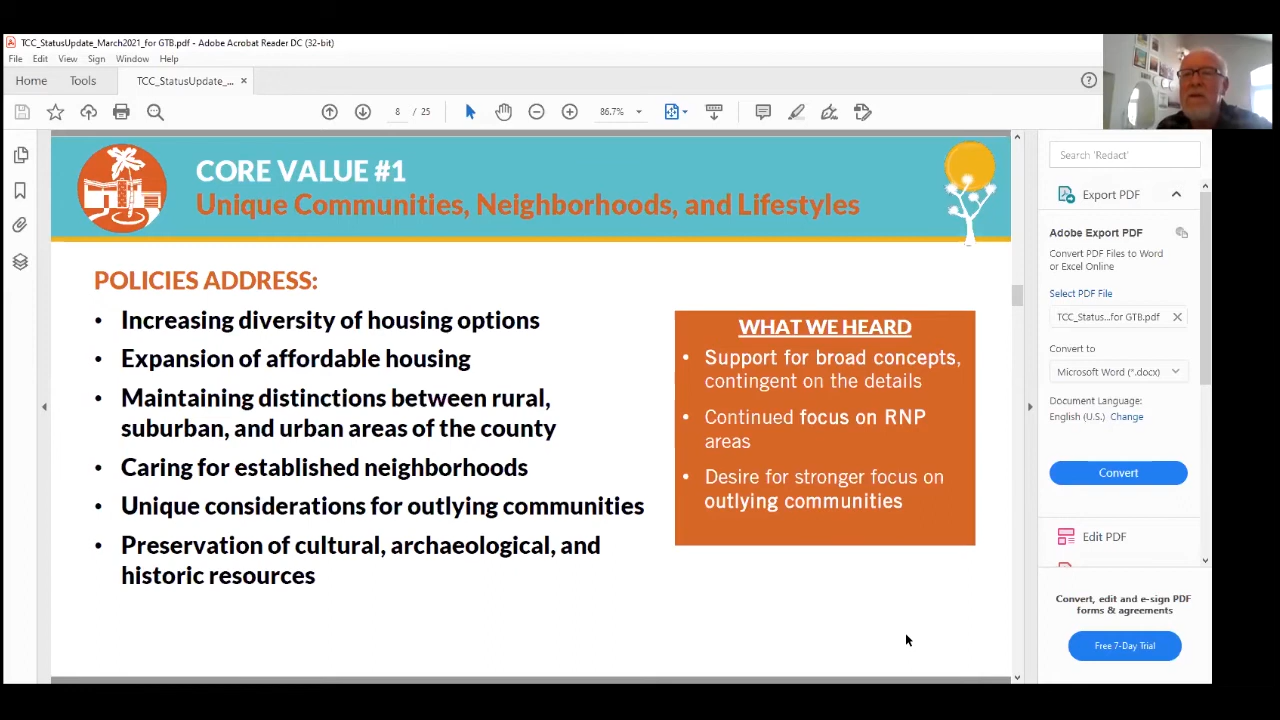 TCC_StatusUpdate_March2021_for GTB.pdf - Adobe Acrobat Reader DC (32-bit)
File Edit View Sign Window Help
Home Tools TCC_StatusUpdate_... ×
8 / 25 86.7%
CORE VALUE #1
Unique Communities, Neighborhoods, and Lifestyles
POLICIES ADDRESS:
• Increasing diversity of housing options
• Expansion of affordable housing
• Maintaining distinctions between rural,
suburban, and urban areas of the county
• Caring for established neighborhoods
• Unique considerations for outlying communities
• Preservation of cultural, archaeological, and
historic resources
WHAT WE HEARD
• Support for broad concepts,
contingent on the details
• Continued focus on RNP
areas
• Desire for stronger focus on
outlying communities
Search 'Redact'
Export PDF
Adobe Export PDF
Convert PDF Files to Word
or Excel Online
Select PDF File
TCC_Status...for GTB.pdf
Convert to
Microsoft Word (*.docx)
Document Language:
English (U.S.) Change
Convert
Edit PDF
Convert, edit and e-sign PDF
forms & agreements
Free 7-Day Trial